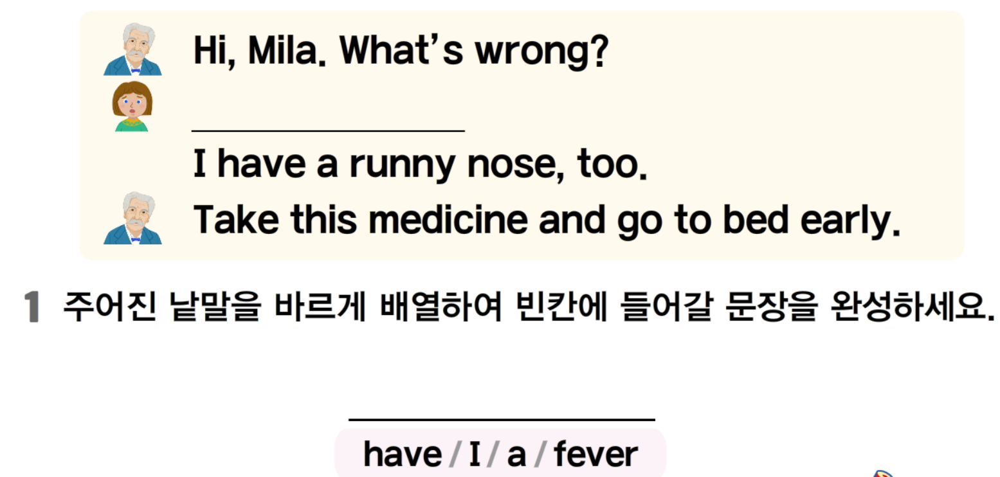 Hi, Mila. What's wrong?
I have a runny nose, too.
Take this medicine and go to bed early.
1 주어진 낱말을 바르게 배열하여 빈칸에 들어갈 문장을 완성하세요.
have / I / a / fever